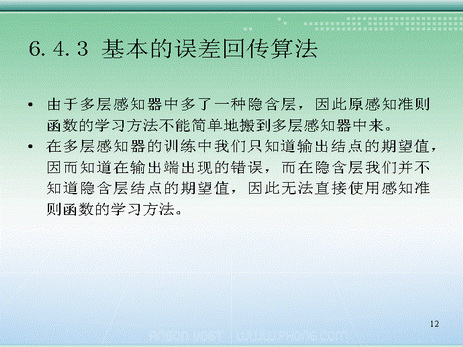 6.4.3 基本的误差回传算法
• 由于多层感知器中多了一种隐含层，因此原感知准则
函数的学习方法不能简单地搬到多层感知器中来。
• 在多层感知器的训练中我们只知道输出结点的期望值，
因而知道在输出端出现的错误，而在隐含层我们并不
知道隐含层结点的期望值，因此无法直接使用感知准
则函数的学习方法。
12